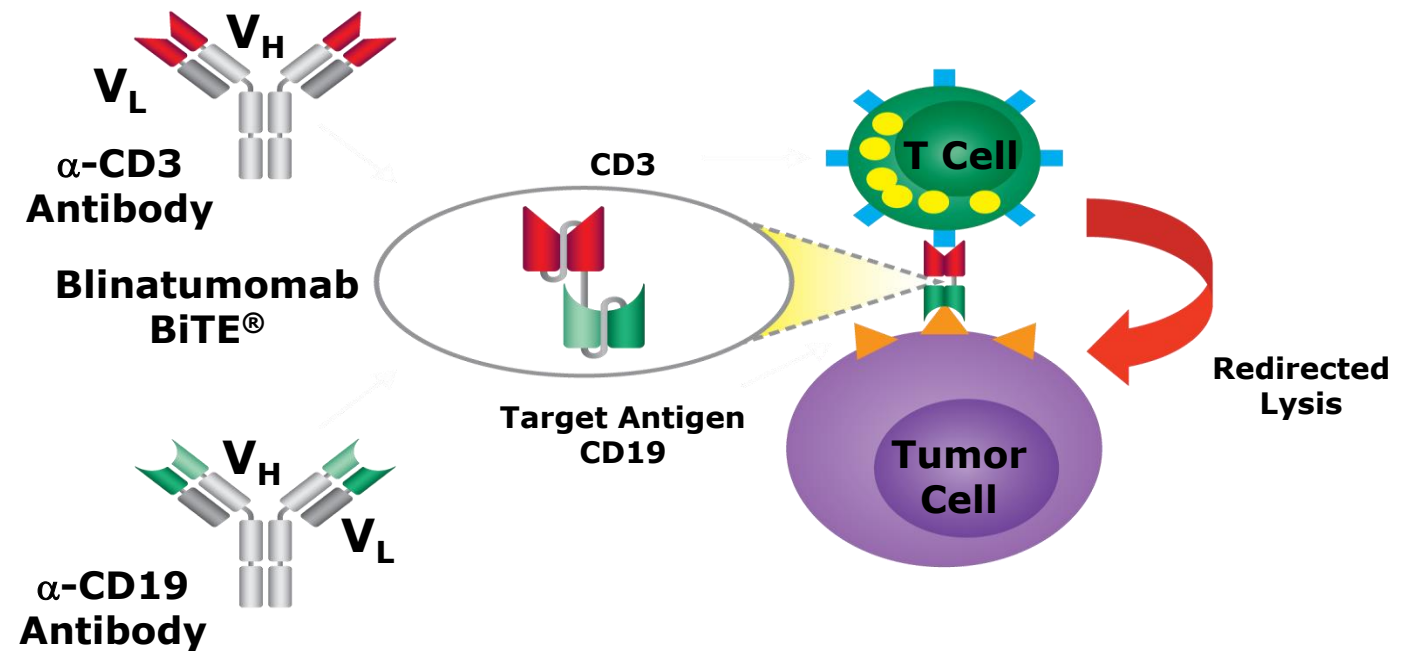 VH
VL
α-CD3
Antibody
Blinatumomab
BiTE®
VH
VL
α-CD19
Antibody
CD3
Target Antigen
CD19
T Cell
Tumor
Cell
Redirected
Lysis